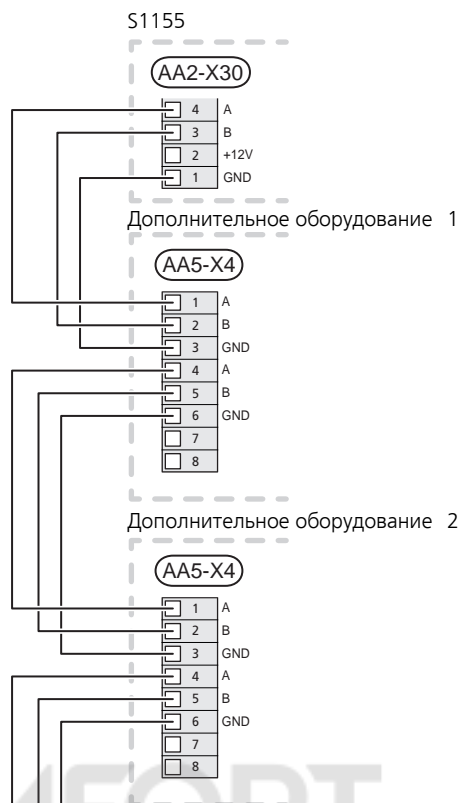 S1155
AA2-X30
4 A
3 B
2 +12V
1 GND
Дополнительное оборудование 1
AA5-X4
1 A
2 B
3 GND
4 A
5 B
6 GND
7
8
Дополнительное оборудование 2
AA5-X4
1 A
2 B
3 GND
4 A
5 B
6 GND
7
8